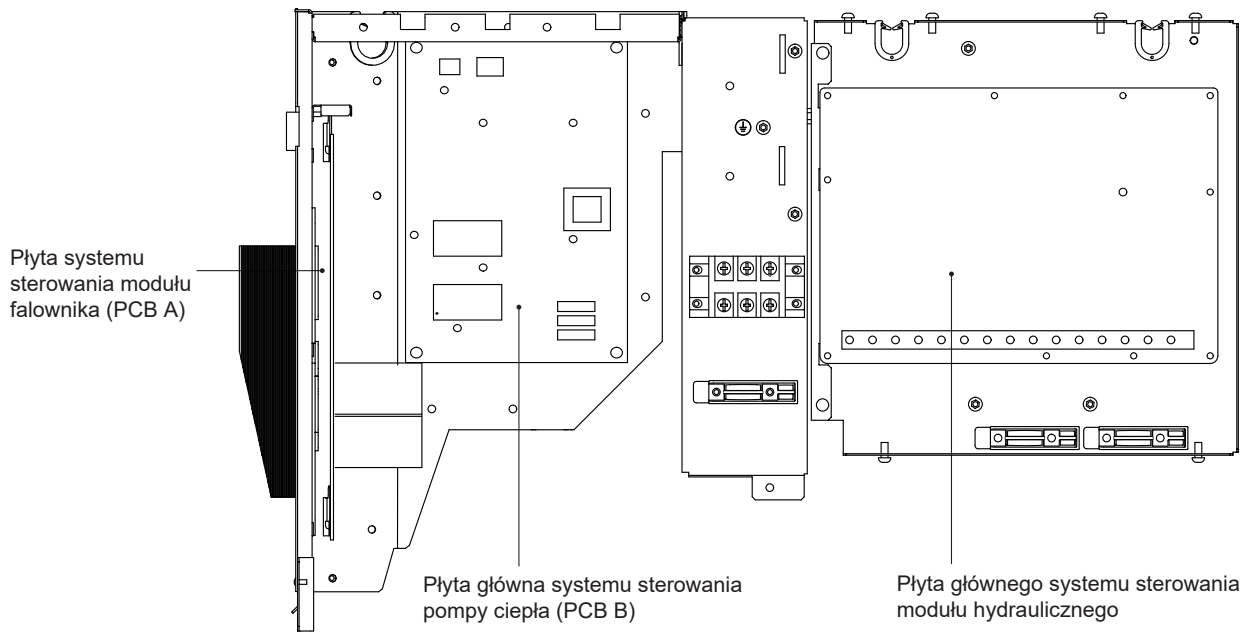 Płyta systemu
sterowania modułu
falownika (PCB A)
Płyta główna systemu sterowania
pompy ciepła (PCB B)
Płyta głównego systemu sterowania
modułu hydraulicznego